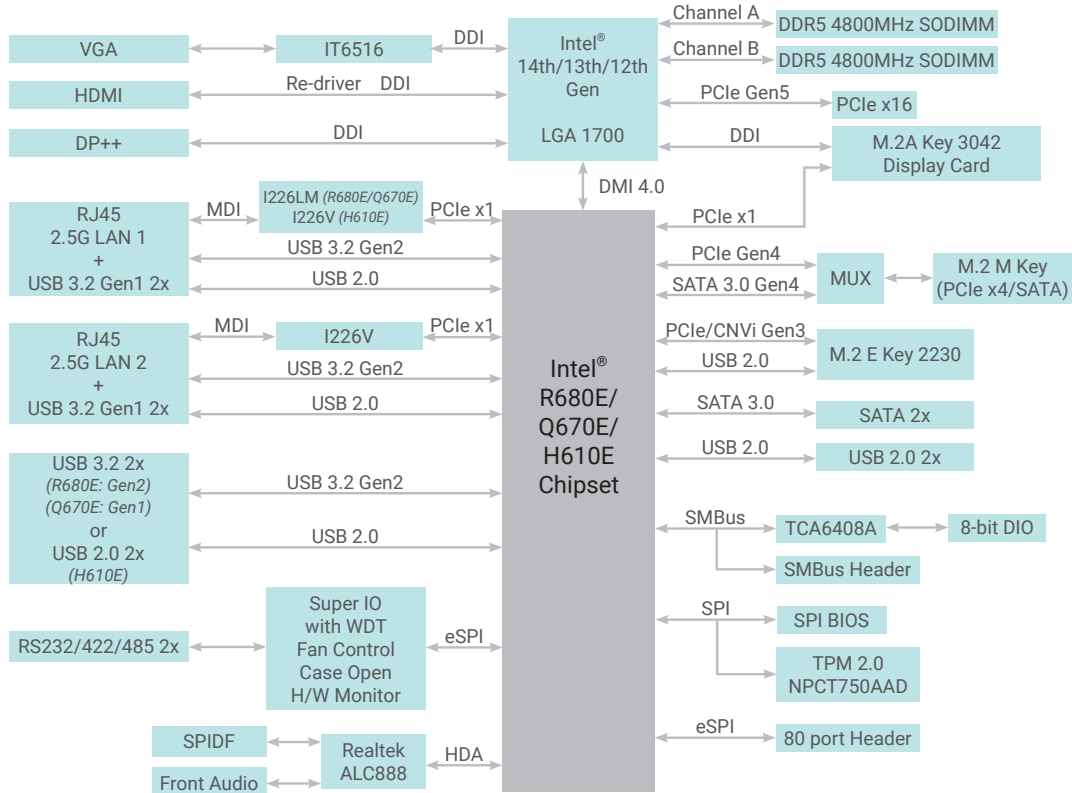 VGA
IT6516
DDI
HDMI
Re-driver DDI
DP++
DDI
Intel®
14th/13th/12th
Gen
LGA 1700
Channel A
DDR5 4800MHz SODIMM
Channel B
DDR5 4800MHz SODIMM
PCIe Gen5
PCIe x16
DDI
M.2A Key 3042
Display Card
DMI 4.0
PCIe x1
RJ45
2.5G LAN 1
+
USB 3.2 Gen1 2x
MDI
I226LM (R680E/Q670E)
I226V (H610E)
PCIe x1
USB 3.2 Gen2
USB 2.0
RJ45
2.5G LAN 2
+
USB 3.2 Gen1 2x
MDI
I226V
PCIe x1
USB 3.2 Gen2
USB 2.0
USB 3.2 2x
(R680E: Gen2)
(Q670E: Gen1)
or
USB 2.0 2x
(H610E)
USB 3.2 Gen2
USB 2.0
RS232/422/485 2x
Super IO
with WDT
Fan Control
Case Open
H/W Monitor
eSPI
SPIDF
Front Audio
Realtek
ALC888
HDA
Intel®
R680E/
Q670E/
H610E
Chipset
PCIe Gen4
SATA 3.0 Gen4
MUX
M.2 M Key
(PCIe x4/SATA)
PCIe/CNVi Gen3
USB 2.0
M.2 E Key 2230
SATA 3.0
SATA 2x
USB 2.0
USB 2.0 2x
SMBus
TCA6408A
8-bit DIO
SMBus Header
SPI
SPI BIOS
TPM 2.0
NPCT750AAD
eSPI
80 port Header